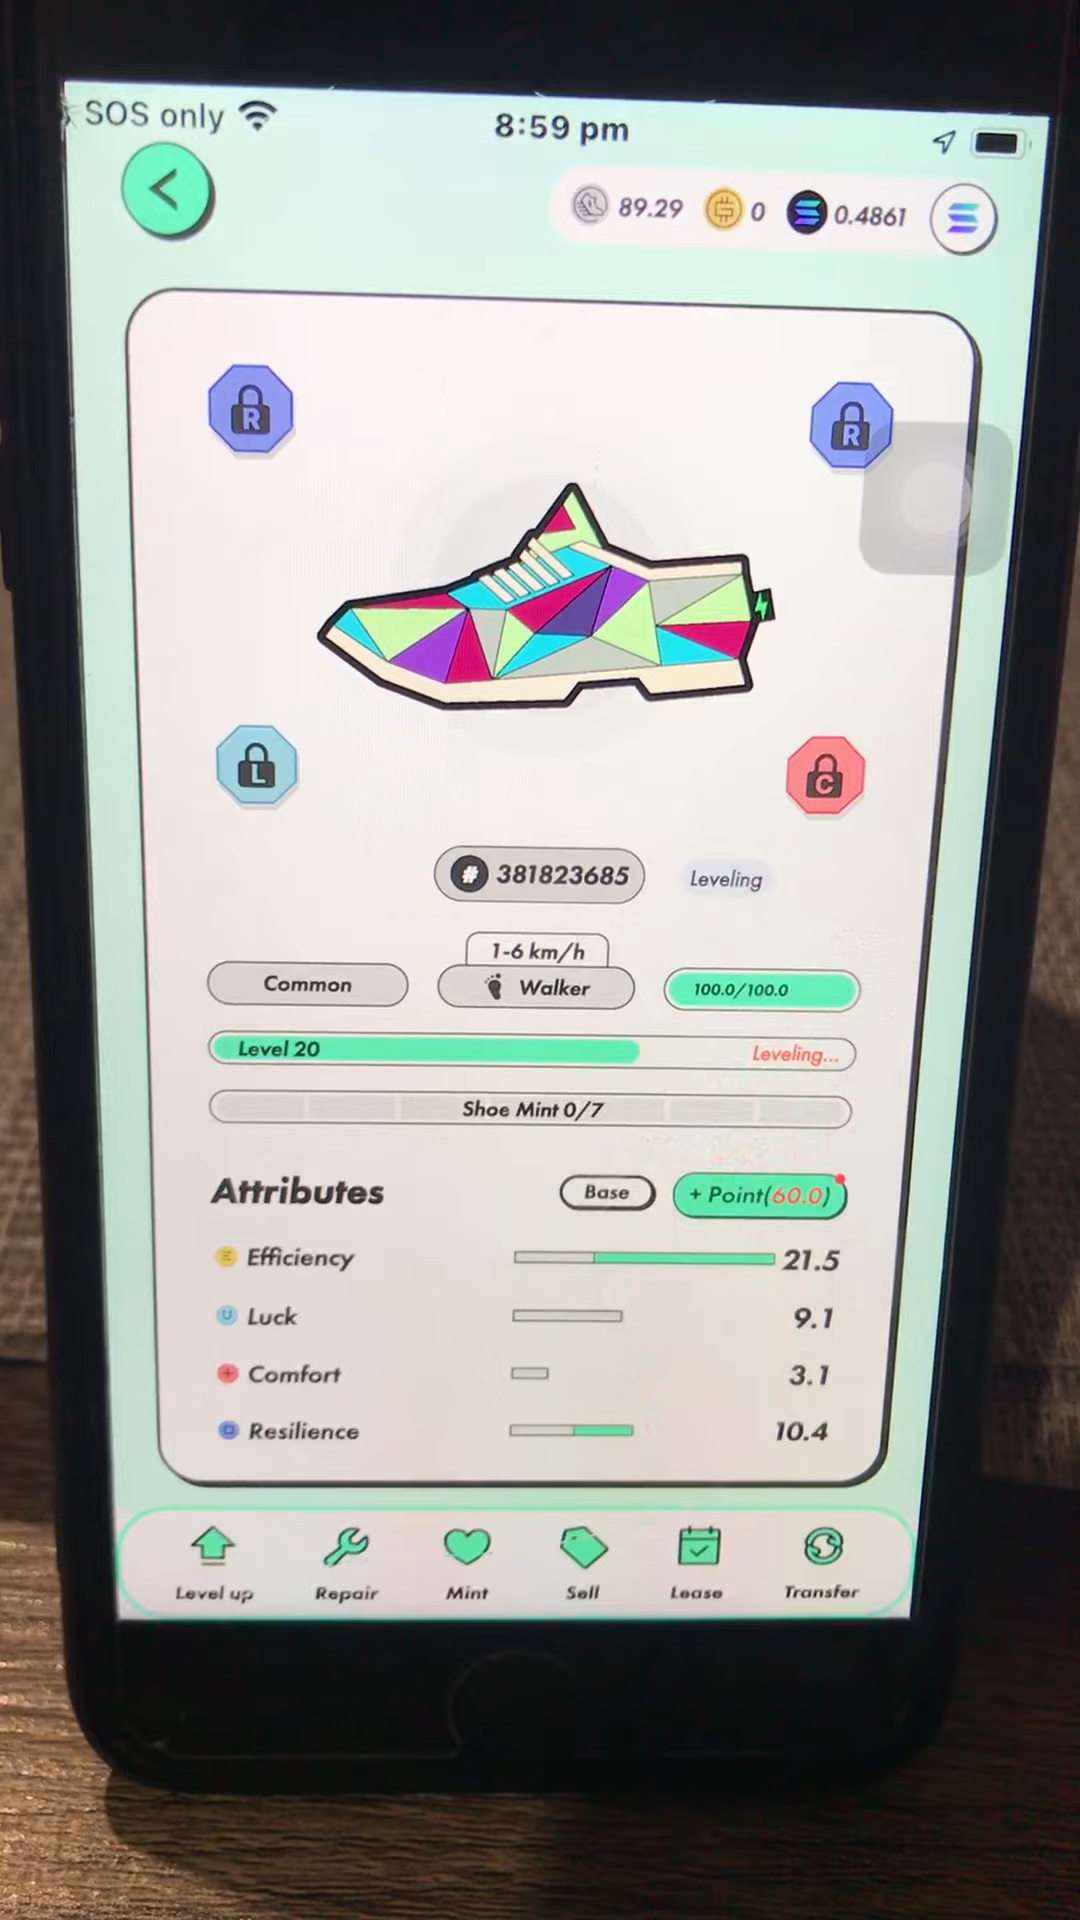 SOS only
8:59 pm
89.29 0 0.4861
R
R
L
C
# 381823685
Leveling
1-6 km/h
Common
Walker
100.0/100.0
Level 20
Leveling...
Shoe Mint 0/7
Attributes
Base
+ Point(60.0)
Efficiency 21.5
Luck 9.1
Comfort 3.1
Resilience 10.4
Level up
Repair
Mint
Sell
Lease
Transfer